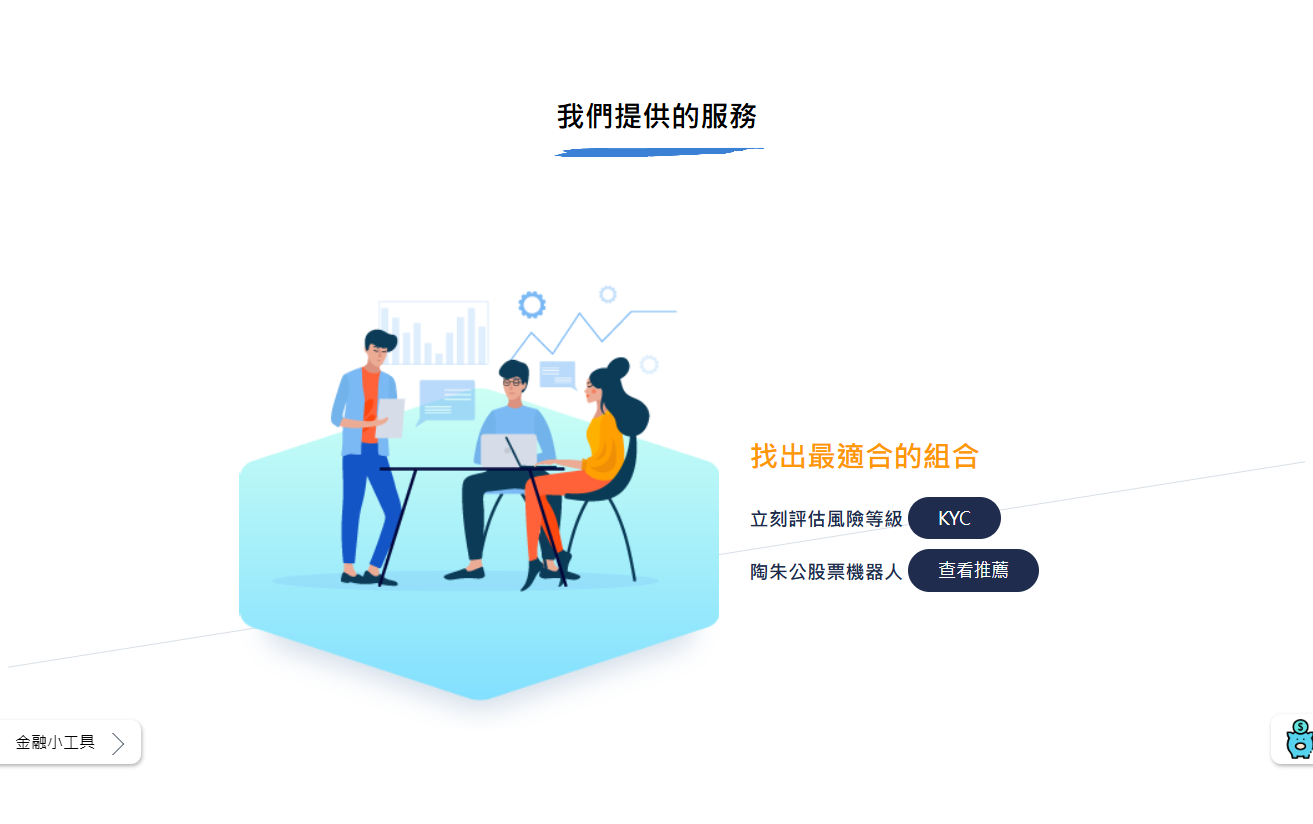 我們提供的服務
找出最適合的組合
立刻評估風險等級 KYC
陶朱公股票機器人 查看推薦
金融小工具
$